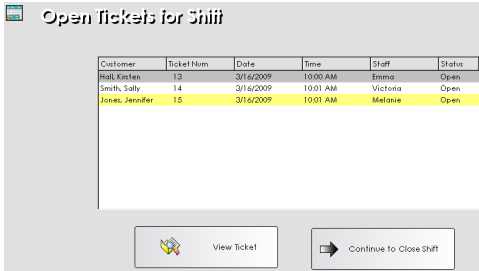 Open Tickets for Shift
Customer Ticket Num Date Time Staff Status
Hall, Kirsten 13 3/16/2009 10:00 AM Emma Open
Smith, Sally 14 3/16/2009 10:01 AM Victoria Open
Jones, Jennifer 15 3/16/2009 10:01 AM Melanie Open
View Ticket Continue to Close Shift